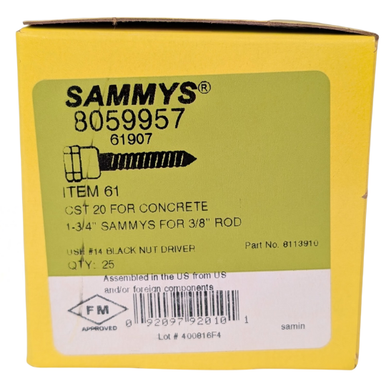 SAMMYS®
8059957
61907
ITEM 61
CST 20 FOR CONCRETE
1-3/4" SAMMYS FOR 3/8" ROD
USE #14 BLACK NUT DRIVER
Part No. 8113910
QTY: 25
Assembled in the US from US
and/or foreign components
FM
APPROVED
0 92097 92010 1
samin
Lot # 400816F4